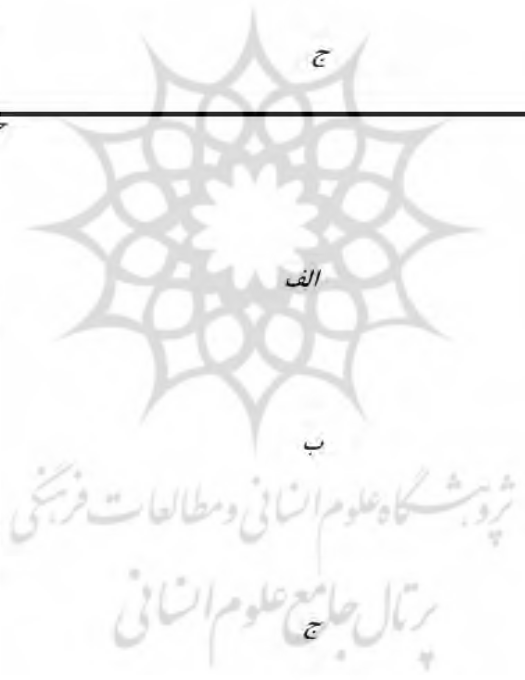 ج
الف
ب
پژوهشگاه علوم انسانی و مطالعات فرهنگی
پرتال جامع علوم انسانی
ج